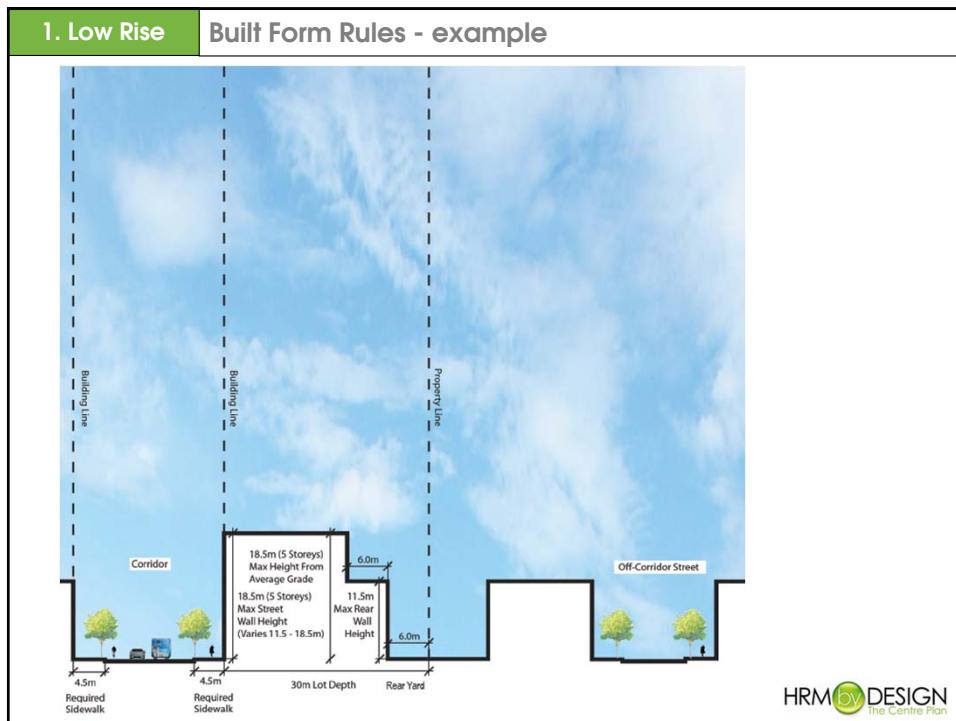 1. Low Rise
Built Form Rules - example
Building Line
Building Line
Property Line
Corridor
18.5m (5 Storeys)
Max Height From
Average Grade
18.5m (5 Storeys)
Max Street
Wall Height
(Varies 11.5 - 18.5m)
6.0m
11.5m
Max Rear
Wall
Height
6.0m
Off-Corridor Street
4.5m
Required
Sidewalk
4.5m
Required
Sidewalk
30m Lot Depth
Rear Yard
HRM by DESIGN
The Centre Plan